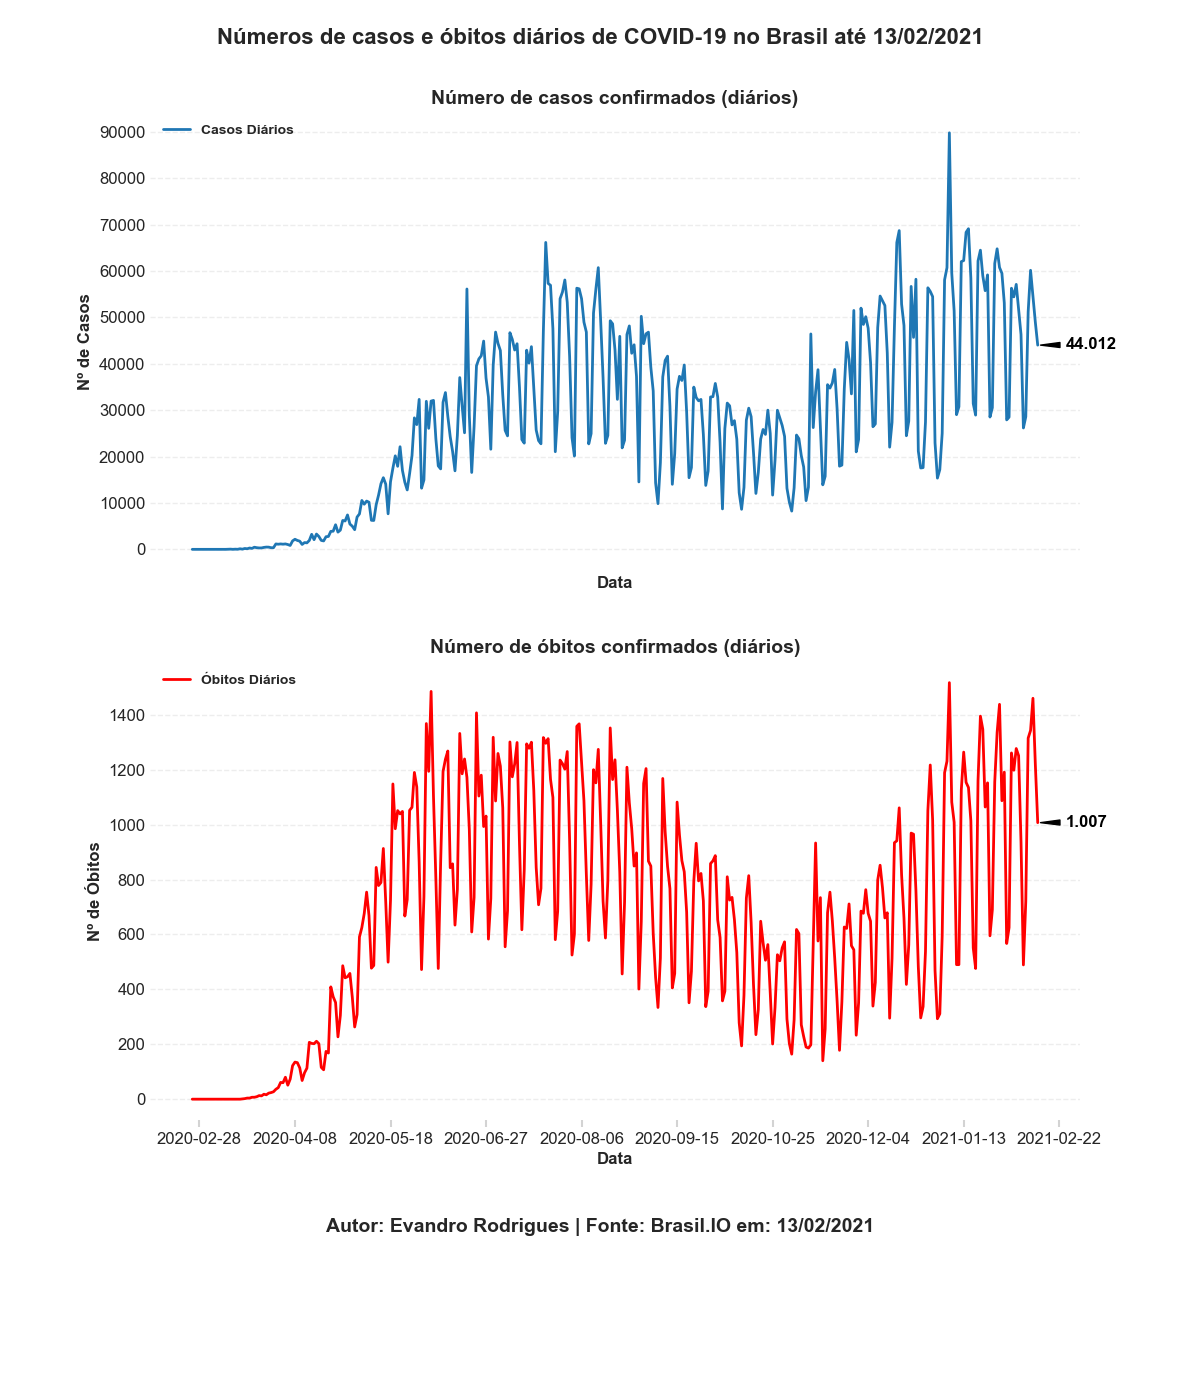 Números de casos e óbitos diários de COVID-19 no Brasil até 13/02/2021
Número de casos confirmados (diários)
Casos Diários
90000
80000
70000
60000
50000
40000
30000
20000
10000
0
Nº de Casos
44.012
Data
Número de óbitos confirmados (diários)
Óbitos Diários
1400
1200
1000
800
600
400
200
0
Nº de Óbitos
1.007
2020-02-28 2020-04-08 2020-05-18 2020-06-27 2020-08-06 2020-09-15 2020-10-25 2020-12-04 2021-01-13 2021-02-22
Data
Autor: Evandro Rodrigues | Fonte: Brasil.IO em: 13/02/2021